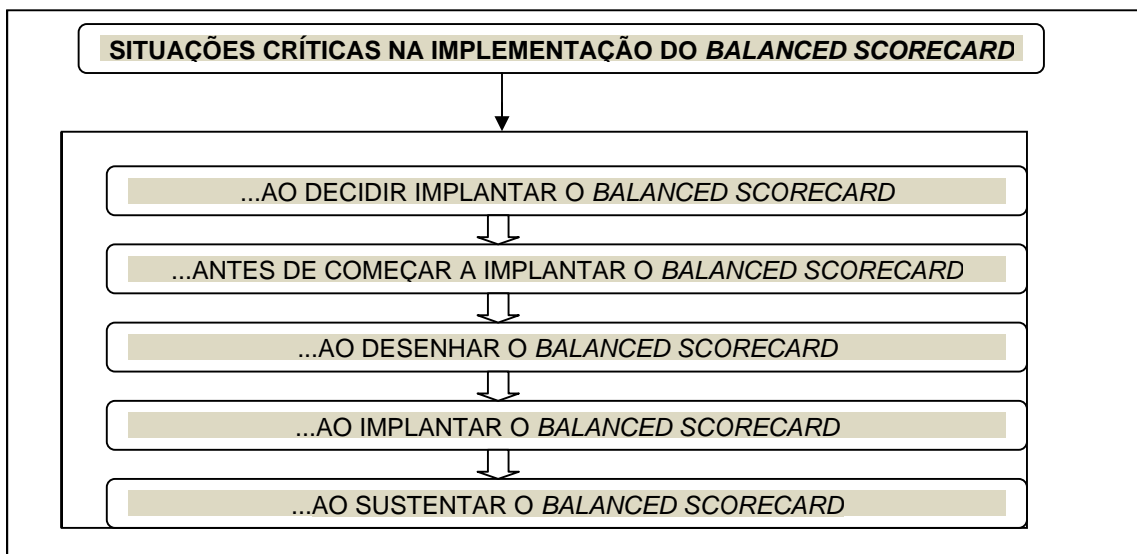 SITUAÇÕES CRÍTICAS NA IMPLEMENTAÇÃO DO BALANCED SCORECARD
...AO DECIDIR IMPLANTAR O BALANCED SCORECARD
...ANTES DE COMEÇAR A IMPLANTAR O BALANCED SCORECARD
...AO DESENHAR O BALANCED SCORECARD
...AO IMPLANTAR O BALANCED SCORECARD
...AO SUSTENTAR O BALANCED SCORECARD